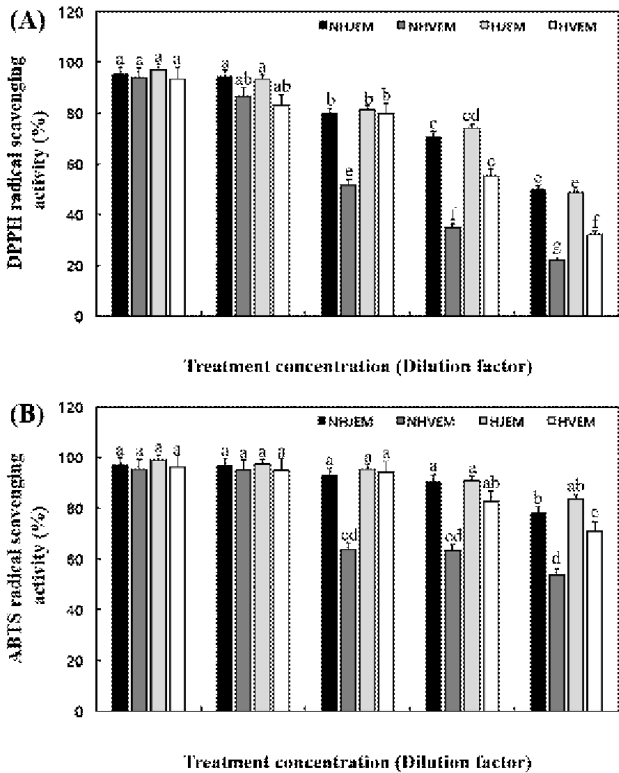 (A)
120
100
80
60
40
20
0
DPPH radical scavenging
activity (%)
NHJEM NHVEM HJEM HVEM
a a a a
a ab a ab
b b b
c cd
f
f
Treatment concentration (Dilution factor)
(B)
120
100
80
60
40
20
0
ABTS radical scavenging
activity (%)
NHJEM NHVEM HJEM HVEM
a a a a
a a a a
a cd a a
a cd a ab
b d ab
Treatment concentration (Dilution factor)